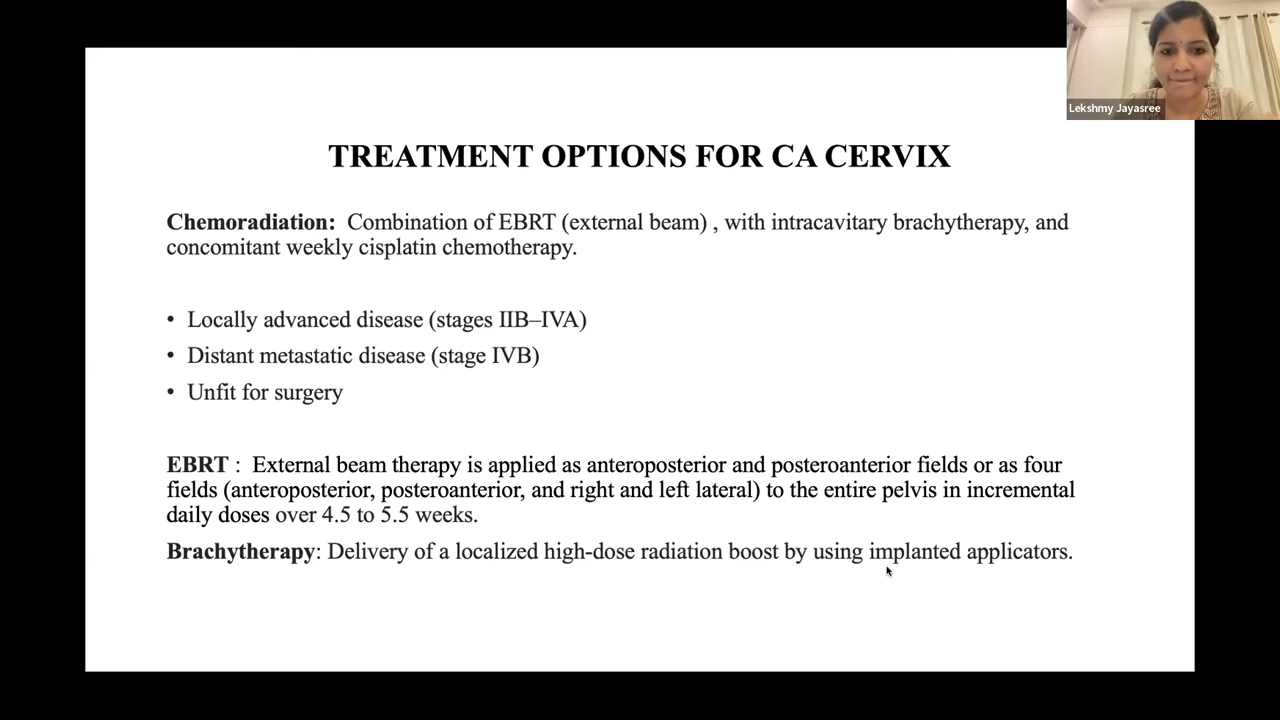 Lekshmy Jayasree
TREATMENT OPTIONS FOR CA CERVIX
Chemoradiation: Combination of EBRT (external beam) , with intracavitary brachytherapy, and
concomitant weekly cisplatin chemotherapy.
• Locally advanced disease (stages IIB–IVA)
• Distant metastatic disease (stage IVB)
• Unfit for surgery
EBRT : External beam therapy is applied as anteroposterior and posteroanterior fields or as four
fields (anteroposterior, posteroanterior, and right and left lateral) to the entire pelvis in incremental
daily doses over 4.5 to 5.5 weeks.
Brachytherapy: Delivery of a localized high-dose radiation boost by using implanted applicators.